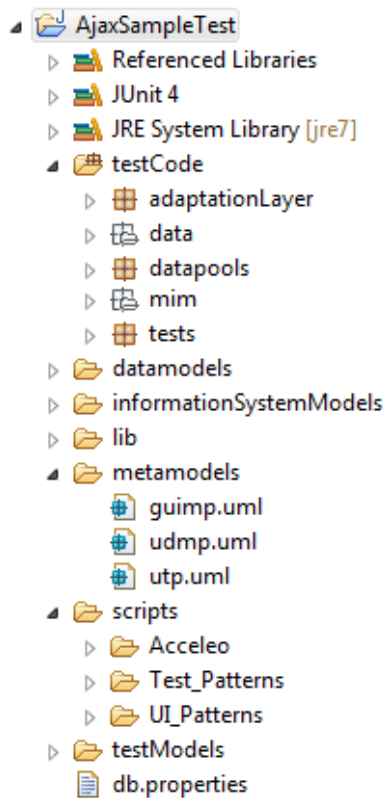 AjaxSampleTest
Referenced Libraries
JUnit 4
JRE System Library [jre7]
testCode
adaptationLayer
data
datapools
mim
tests
datamodels
informationSystemModels
lib
metamodels
guimp.uml
udmp.uml
utp.uml
scripts
Acceleo
Test_Patterns
UI_Patterns
testModels
db.properties